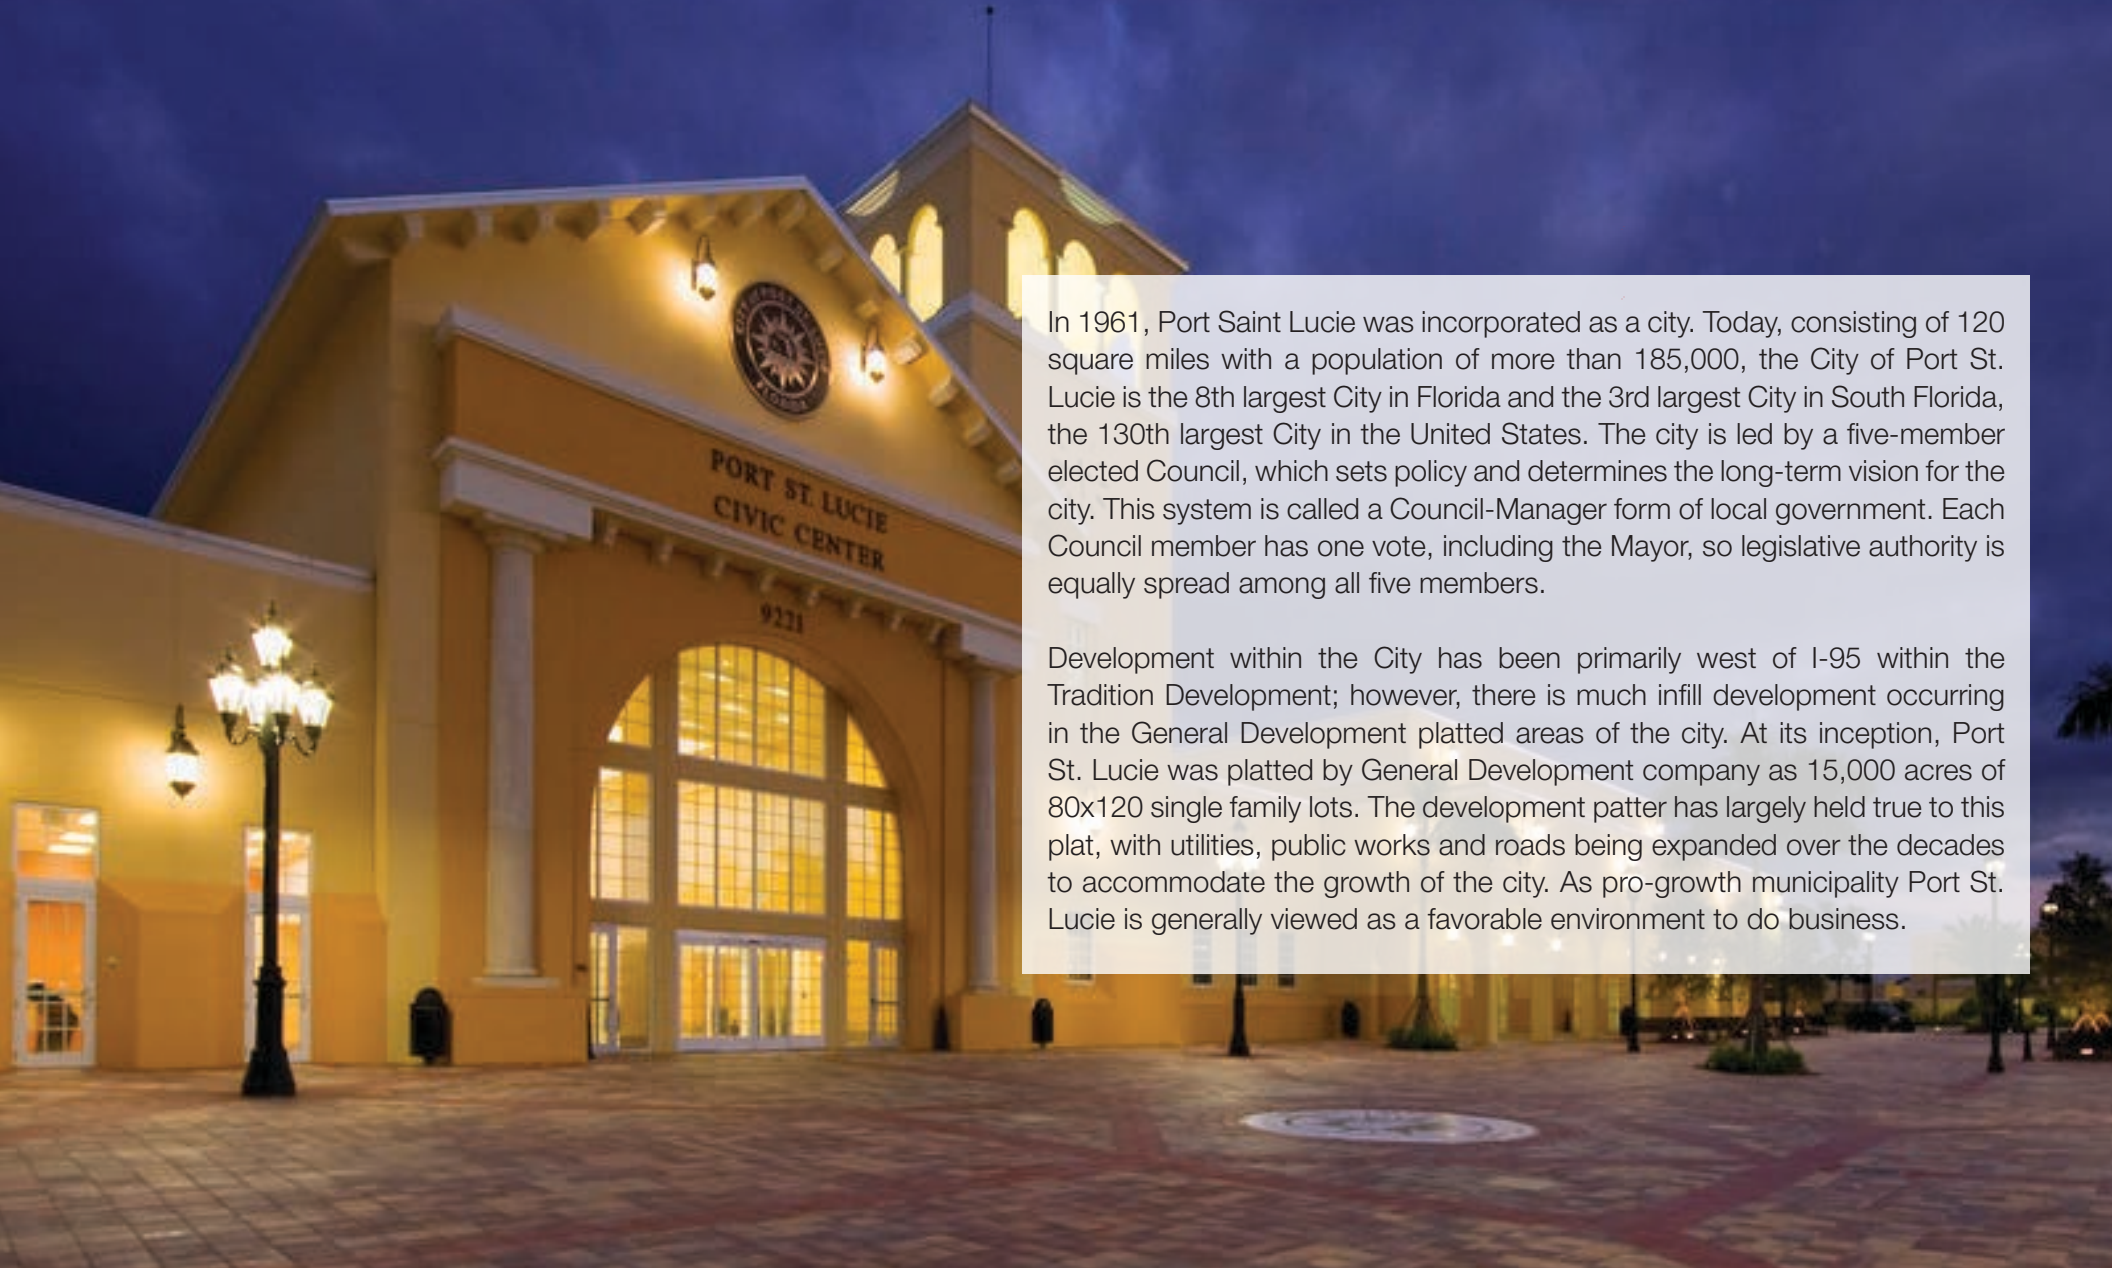 PORT ST. LUCIE
CIVIC CENTER
9221
In 1961, Port Saint Lucie was incorporated as a city. Today, consisting of 120
square miles with a population of more than 185,000, the City of Port St.
Lucie is the 8th largest City in Florida and the 3rd largest City in South Florida,
the 130th largest City in the United States. The city is led by a five-member
elected Council, which sets policy and determines the long-term vision for the
city. This system is called a Council-Manager form of local government. Each
Council member has one vote, including the Mayor, so legislative authority is
equally spread among all five members.
Development within the City has been primarily west of I-95 within the
Tradition Development; however, there is much infill development occurring
in the General Development platted areas of the city. At its inception, Port
St. Lucie was platted by General Development company as 15,000 acres of
80x120 single family lots. The development patter has largely held true to this
plat, with utilities, public works and roads being expanded over the decades
to accommodate the growth of the city. As pro-growth municipality Port St.
Lucie is generally viewed as a favorable environment to do business.